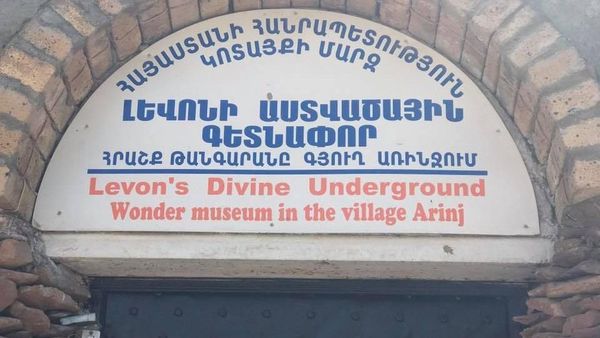 ՀԱՅԱՍՏԱՆԻ ՀԱՆՐԱՊԵՏՈՒԹՅՈՒՆ
ԿՈՏԱՅՔԻ ՄԱՐԶ
ԼԵՎՈՆԻ ԱՍՏՎԱԾԱՅԻՆ
ԳԵՏՆԱՓՈՐ
ՀՐԱՇՔ ԹԱՆԳԱՐԱՆԸ ԳՅՈՒՂ ԱՌԻՆՋՈՒՄ
Levon's Divine Underground
Wonder museum in the village Arinj